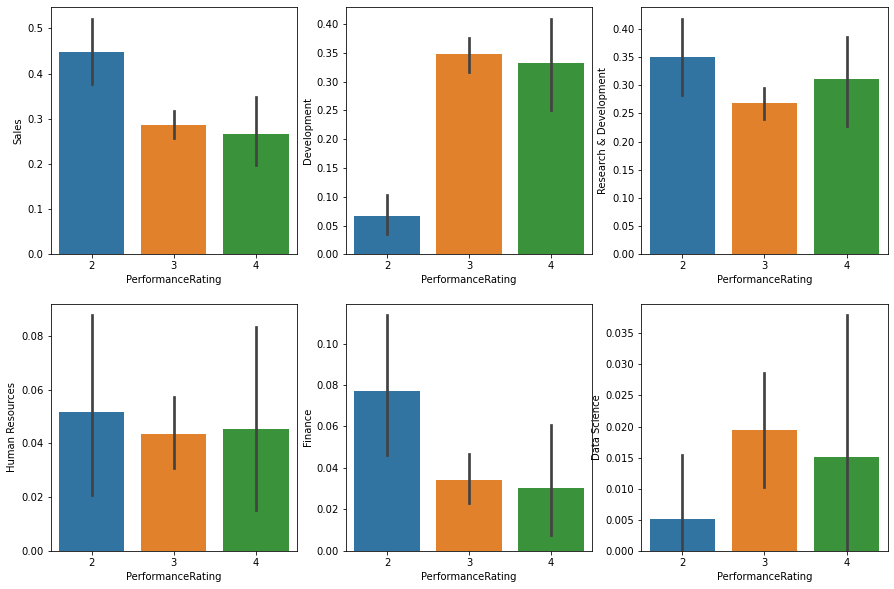 Sales
0.5
0.4
0.3
0.2
0.1
0.0
2 3 4
PerformanceRating
Development
0.40
0.35
0.30
0.25
0.20
0.15
0.10
0.05
0.00
2 3 4
PerformanceRating
Research & Development
0.40
0.35
0.30
0.25
0.20
0.15
0.10
0.05
0.00
2 3 4
PerformanceRating
Human Resources
0.08
0.06
0.04
0.02
0.00
2 3 4
PerformanceRating
Finance
0.10
0.08
0.06
0.04
0.02
0.00
2 3 4
PerformanceRating
Data Science
0.035
0.030
0.025
0.020
0.015
0.010
0.005
0.000
2 3 4
PerformanceRating